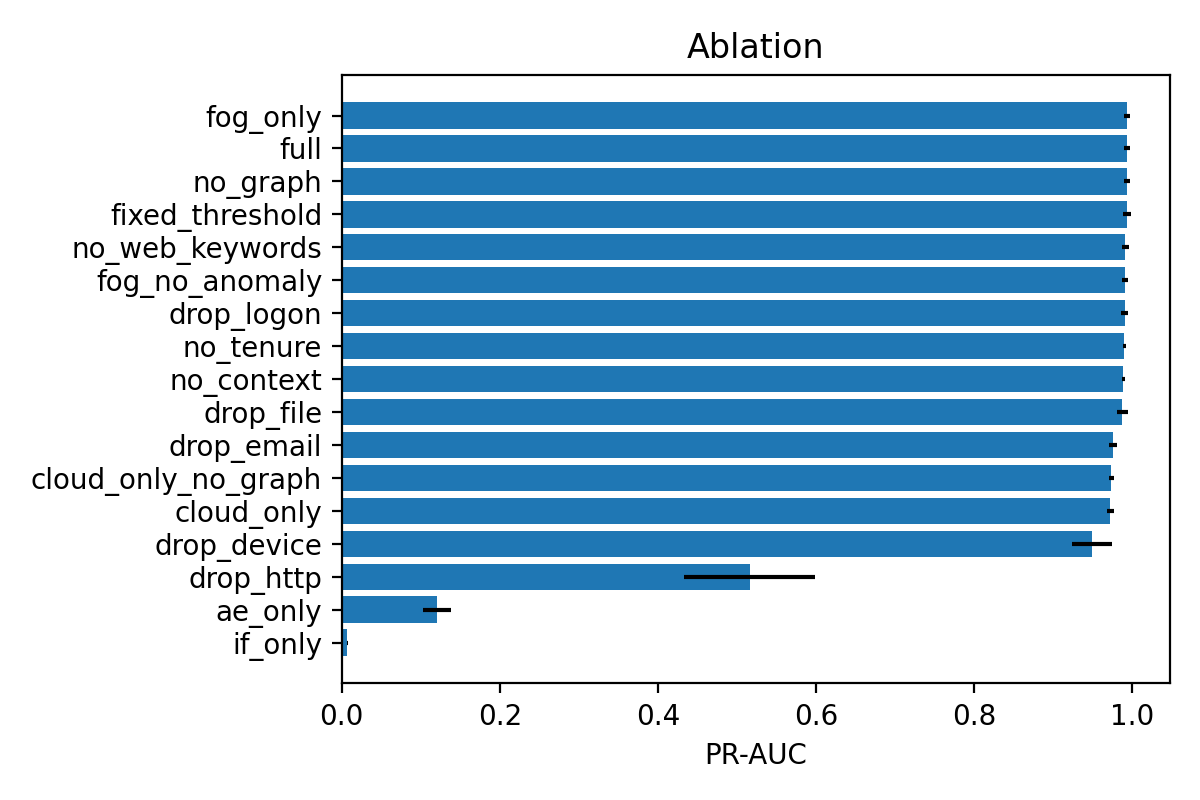 Ablation
fog_only
full
no_graph
fixed_threshold
no_web_keywords
fog_no_anomaly
drop_logon
no_tenure
no_context
drop_file
drop_email
cloud_only_no_graph
cloud_only
drop_device
drop_http
ae_only
if_only
0.0 0.2 0.4 0.6 0.8 1.0
PR-AUC